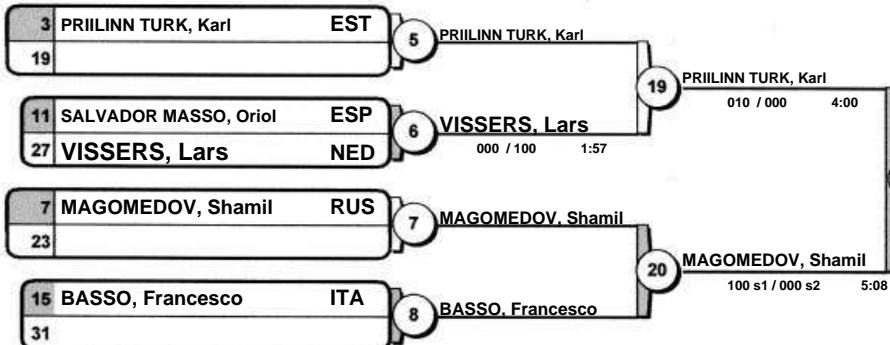 3 PRIILINN TURK, Karl EST
19
5
PRIILINN TURK, Karl
11 SALVADOR MASSO, Oriol ESP
27 VISSERS, Lars NED
6
VISSERS, Lars
000 / 100 1:57
19
PRIILINN TURK, Karl
010 / 000 4:00
7 MAGOMEDOV, Shamil RUS
23
7
MAGOMEDOV, Shamil
15 BASSO, Francesco ITA
31
8
BASSO, Francesco
20
MAGOMEDOV, Shamil
100 s1 / 000 s2 5:08